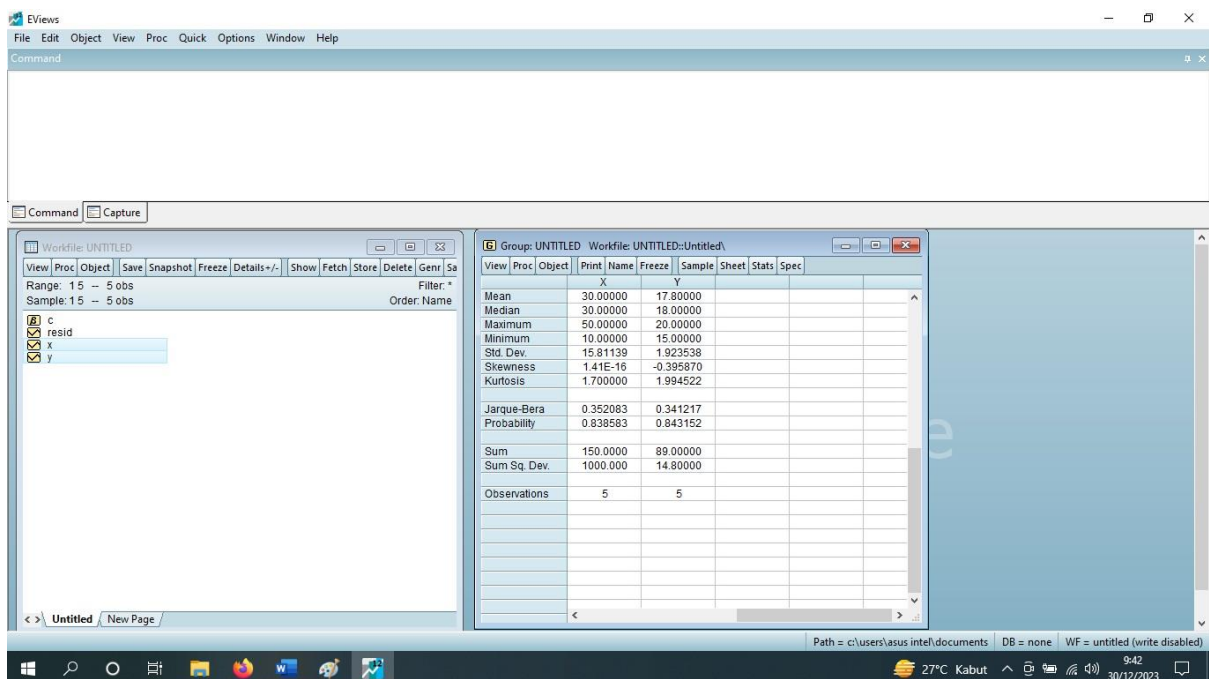 EViews
File Edit Object View Proc Quick Options Window Help
Command
Command Capture
Workfile: UNTITLED
View Proc Object Save Snapshot Freeze Details+/- Show Fetch Store Delete Genr Sa
Range: 1 5 -- 5 obs Filter: *
Sample: 1 5 -- 5 obs Order: Name
c
resid
x
y
Untitled New Page
Group: UNTITLED Workfile: UNTITLED::Untitled\
View Proc Object Print Name Freeze Sample Sheet Stats Spec
X Y
Mean 30.00000 17.80000
Median 30.00000 18.00000
Maximum 50.00000 20.00000
Minimum 10.00000 15.00000
Std. Dev. 15.81139 1.923538
Skewness 1.41E-16 -0.395870
Kurtosis 1.700000 1.994522
Jarque-Bera 0.352083 0.341217
Probability 0.838583 0.843152
Sum 150.0000 89.00000
Sum Sq. Dev. 1000.000 14.80000
Observations 5 5
Path = c:\users\asus intel\documents DB = none WF = untitled (write disabled)
27°C Kabut 9:42
30/12/2023